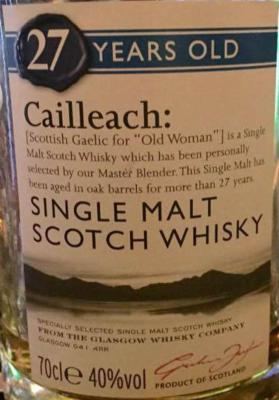 27 YEARS OLD
Cailleach:
[Scottish Gaelic for "Old Woman"] is a Single
Malt Scotch Whisky which has been personally
selected by our Master Blender. This Single Malt has
been aged in oak barrels for more than 27 years.
SINGLE MALT
SCOTCH WHISKY
SPECIALLY SELECTED SINGLE MALT SCOTCH WHISKY
FROM THE GLASGOW WHISKY COMPANY
GLASGOW G41 4RR
70cl e 40%vol
PRODUCT OF SCOTLAND